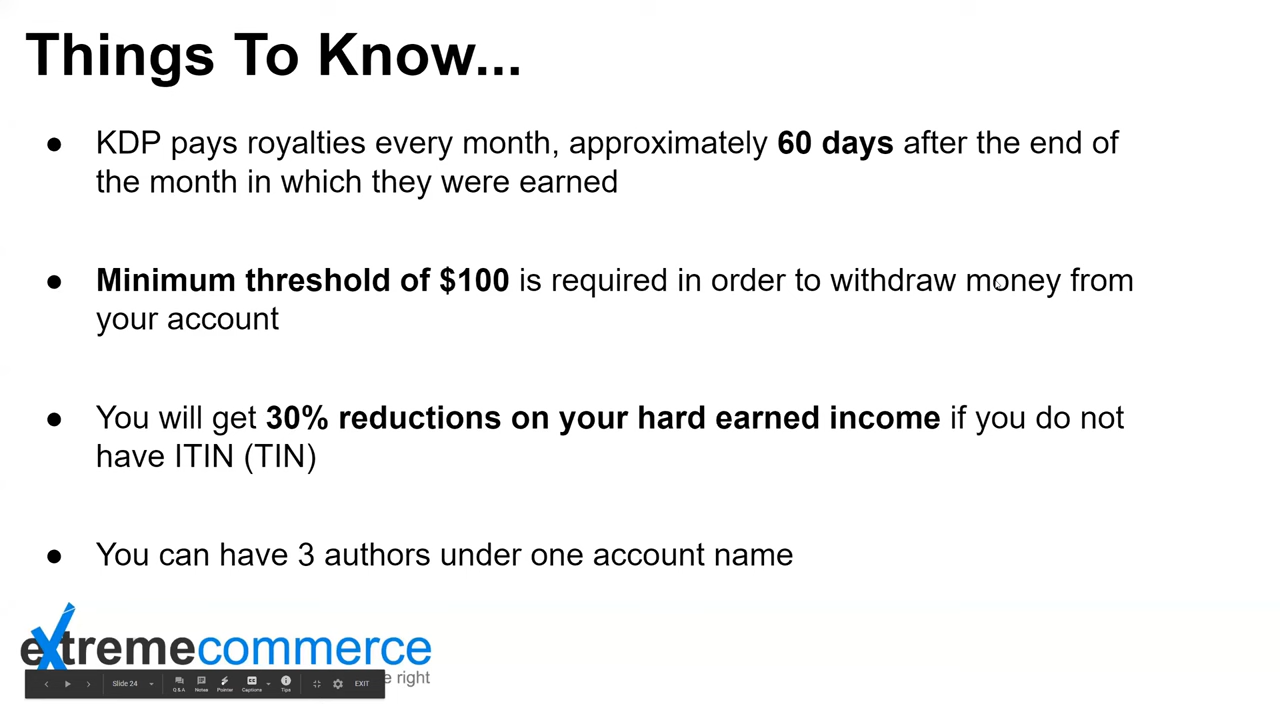 Things To Know...
● KDP pays royalties every month, approximately 60 days after the end of
the month in which they were earned
● Minimum threshold of $100 is required in order to withdraw money from
your account
● You will get 30% reductions on your hard earned income if you do not
have ITIN (TIN)
● You can have 3 authors under one account name
extremecommerce
e right
Slide 24
Q&A Notes Pointer Captions Tips EXIT